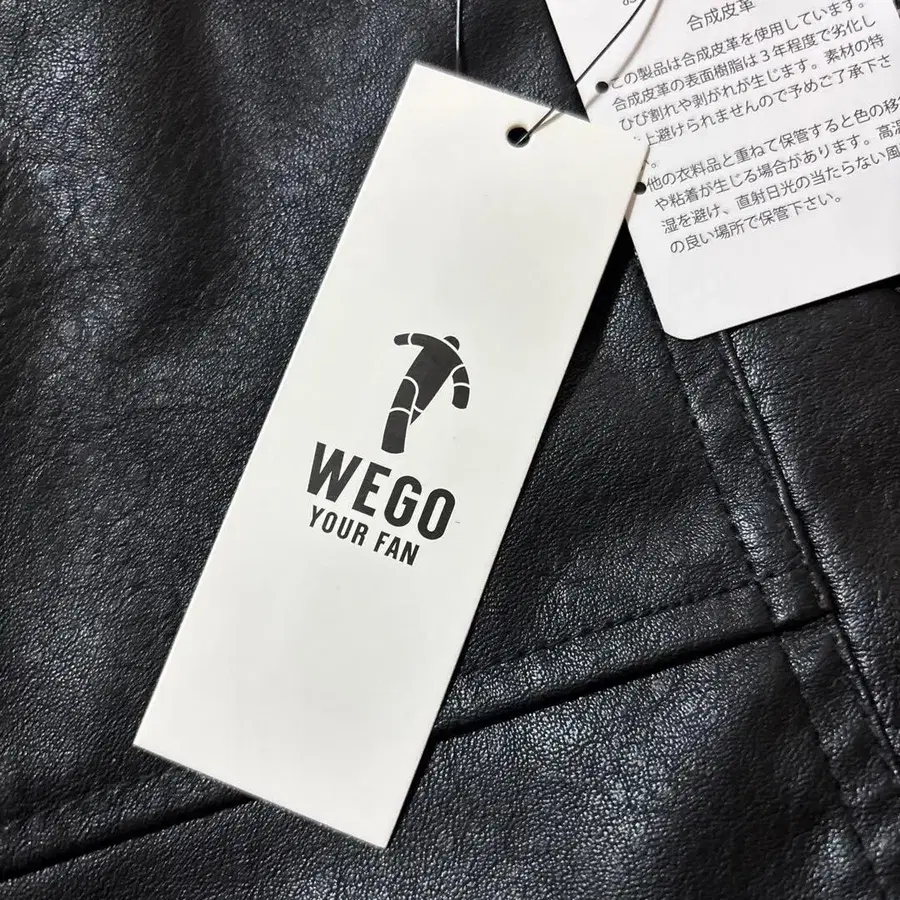 合成皮革
この製品は合成皮革を使用しています。
合成皮革の表面樹脂は3年程度で劣化し
ひび割れや剥がれが生じます。素材の特
上避けられませんので予めご了承下さ
他の衣料品と重ねて保管すると色の移
や粘着が生じる場合があります。高温
湿を避け、直射日光の当たらない風
の良い場所で保管下さい。
WEGO
YOUR FAN